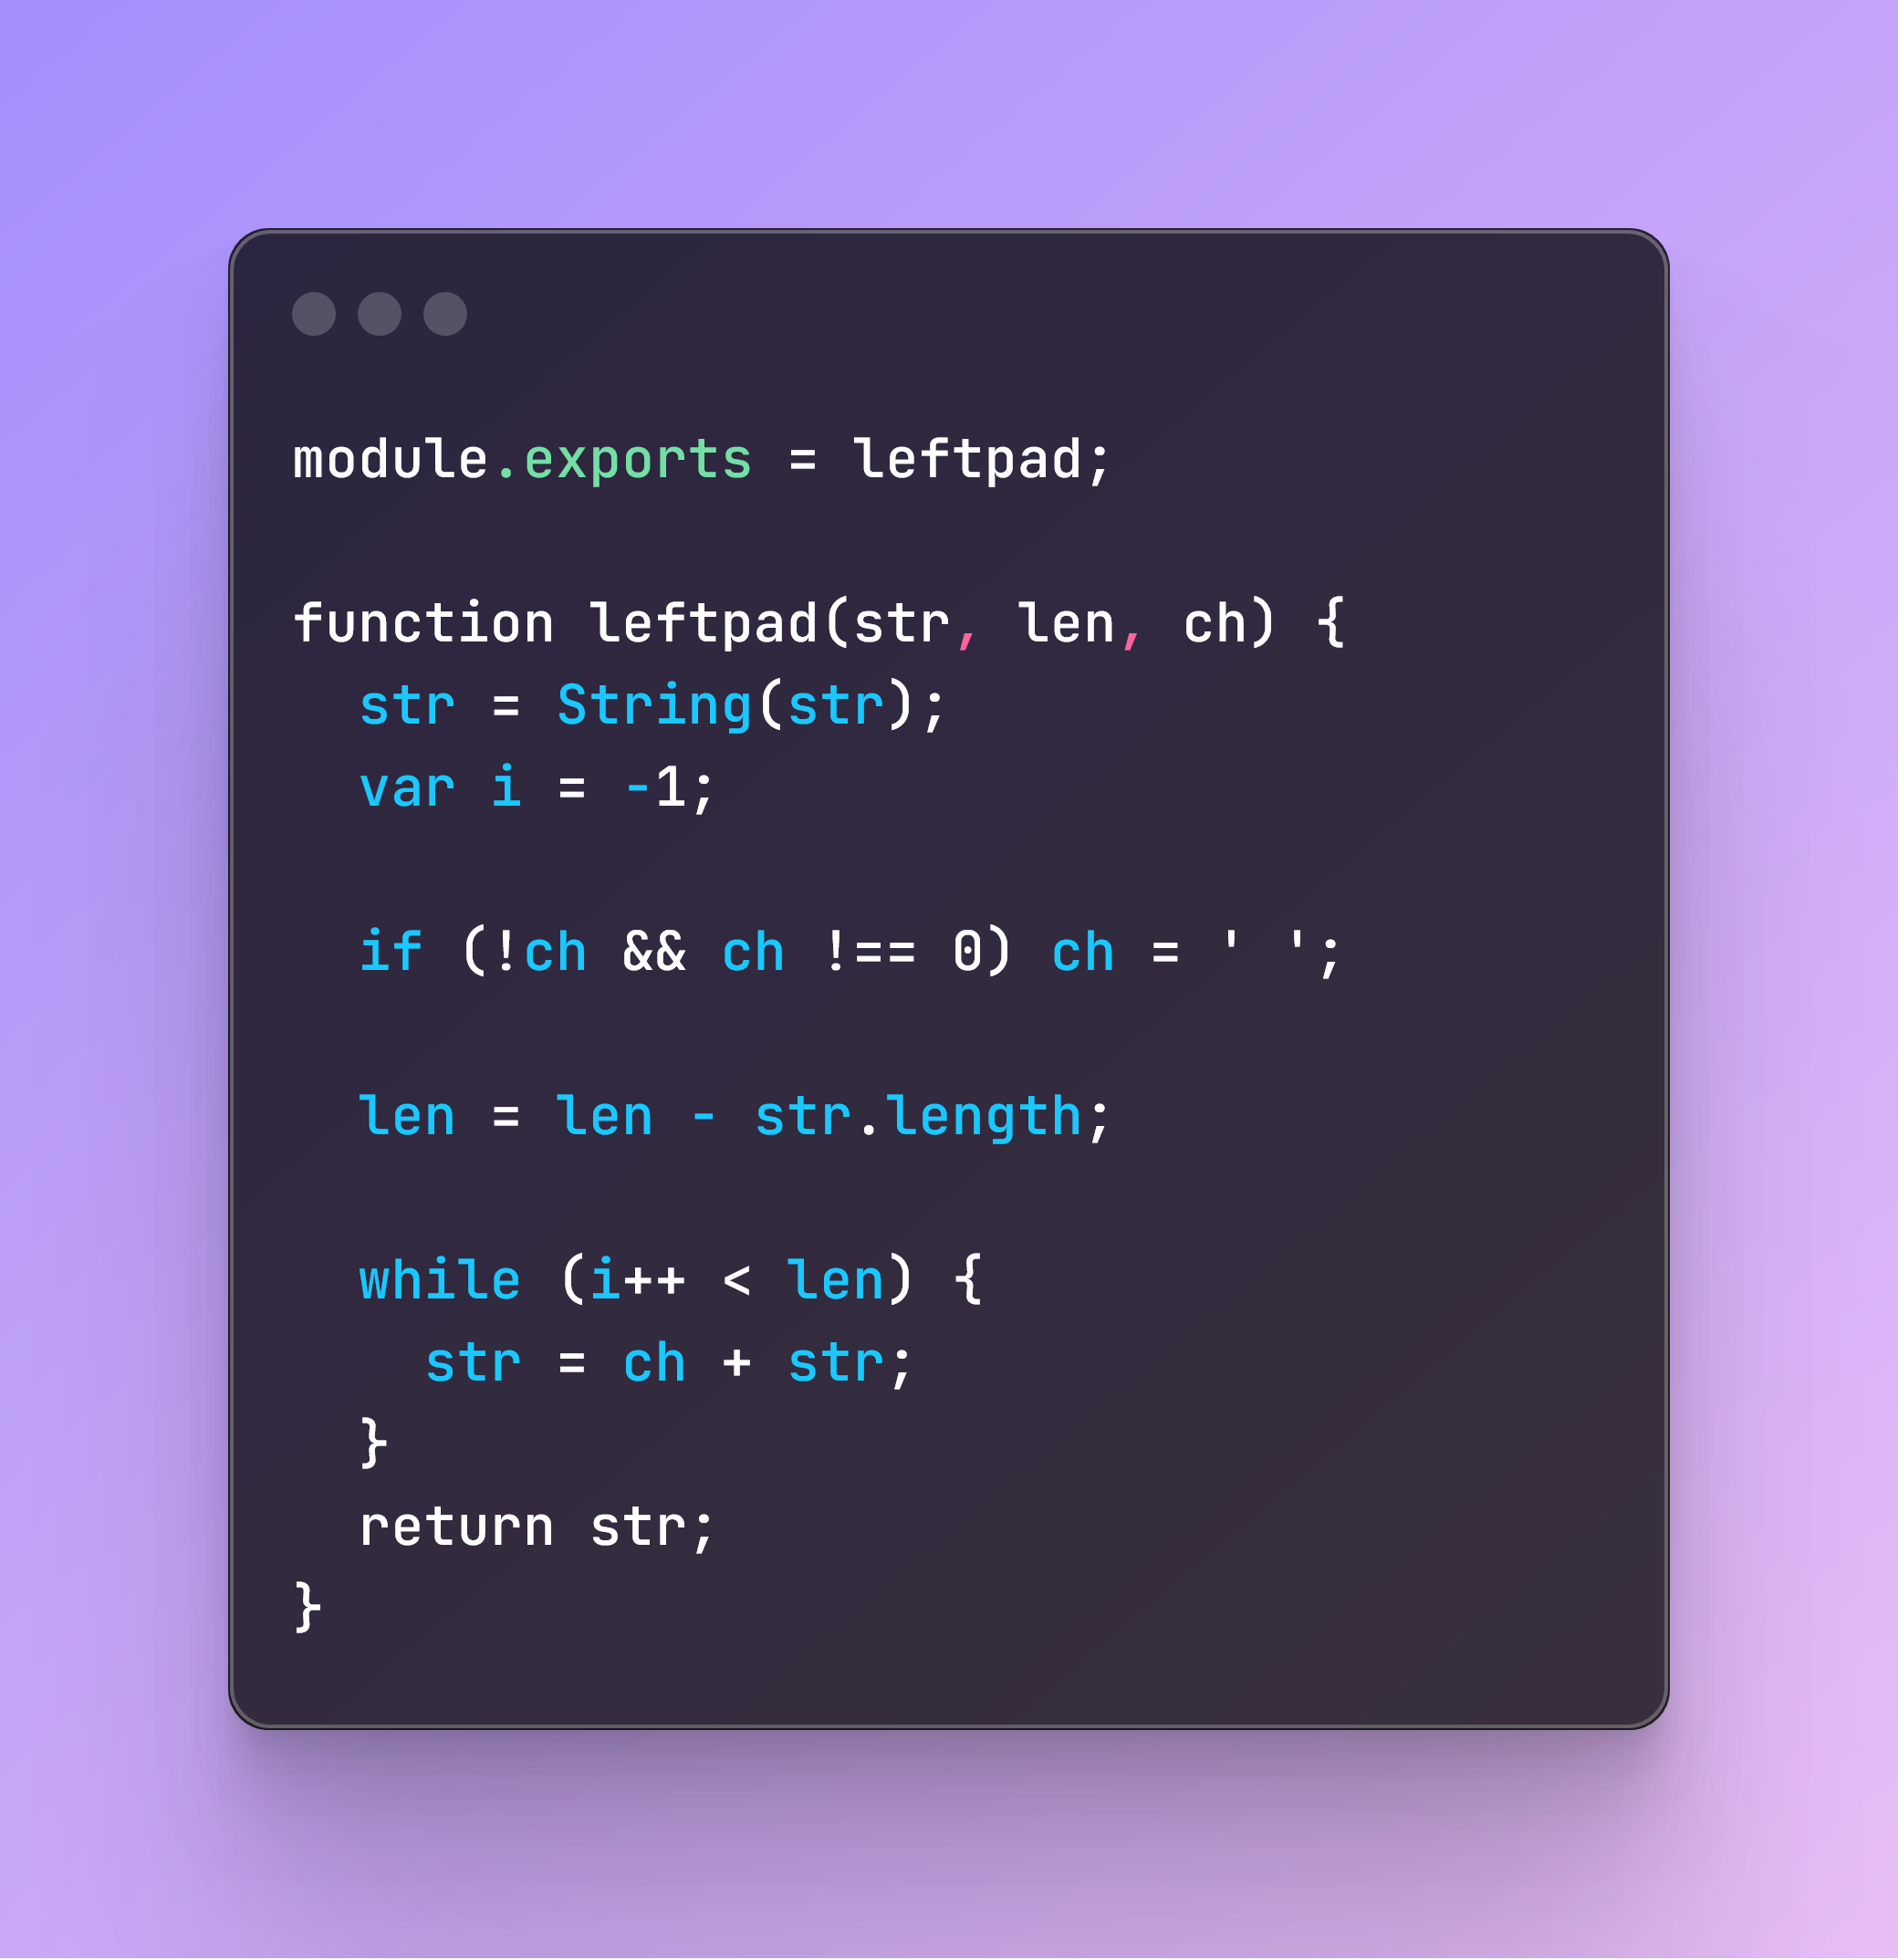 module.exports = leftpad;
function leftpad(str, len, ch) {
  str = String(str);
  var i = -1;
  if (!ch && ch !== 0) ch = ' ';
  len = len - str.length;
  while (i++ < len) {
    str = ch + str;
  }
  return str;
}